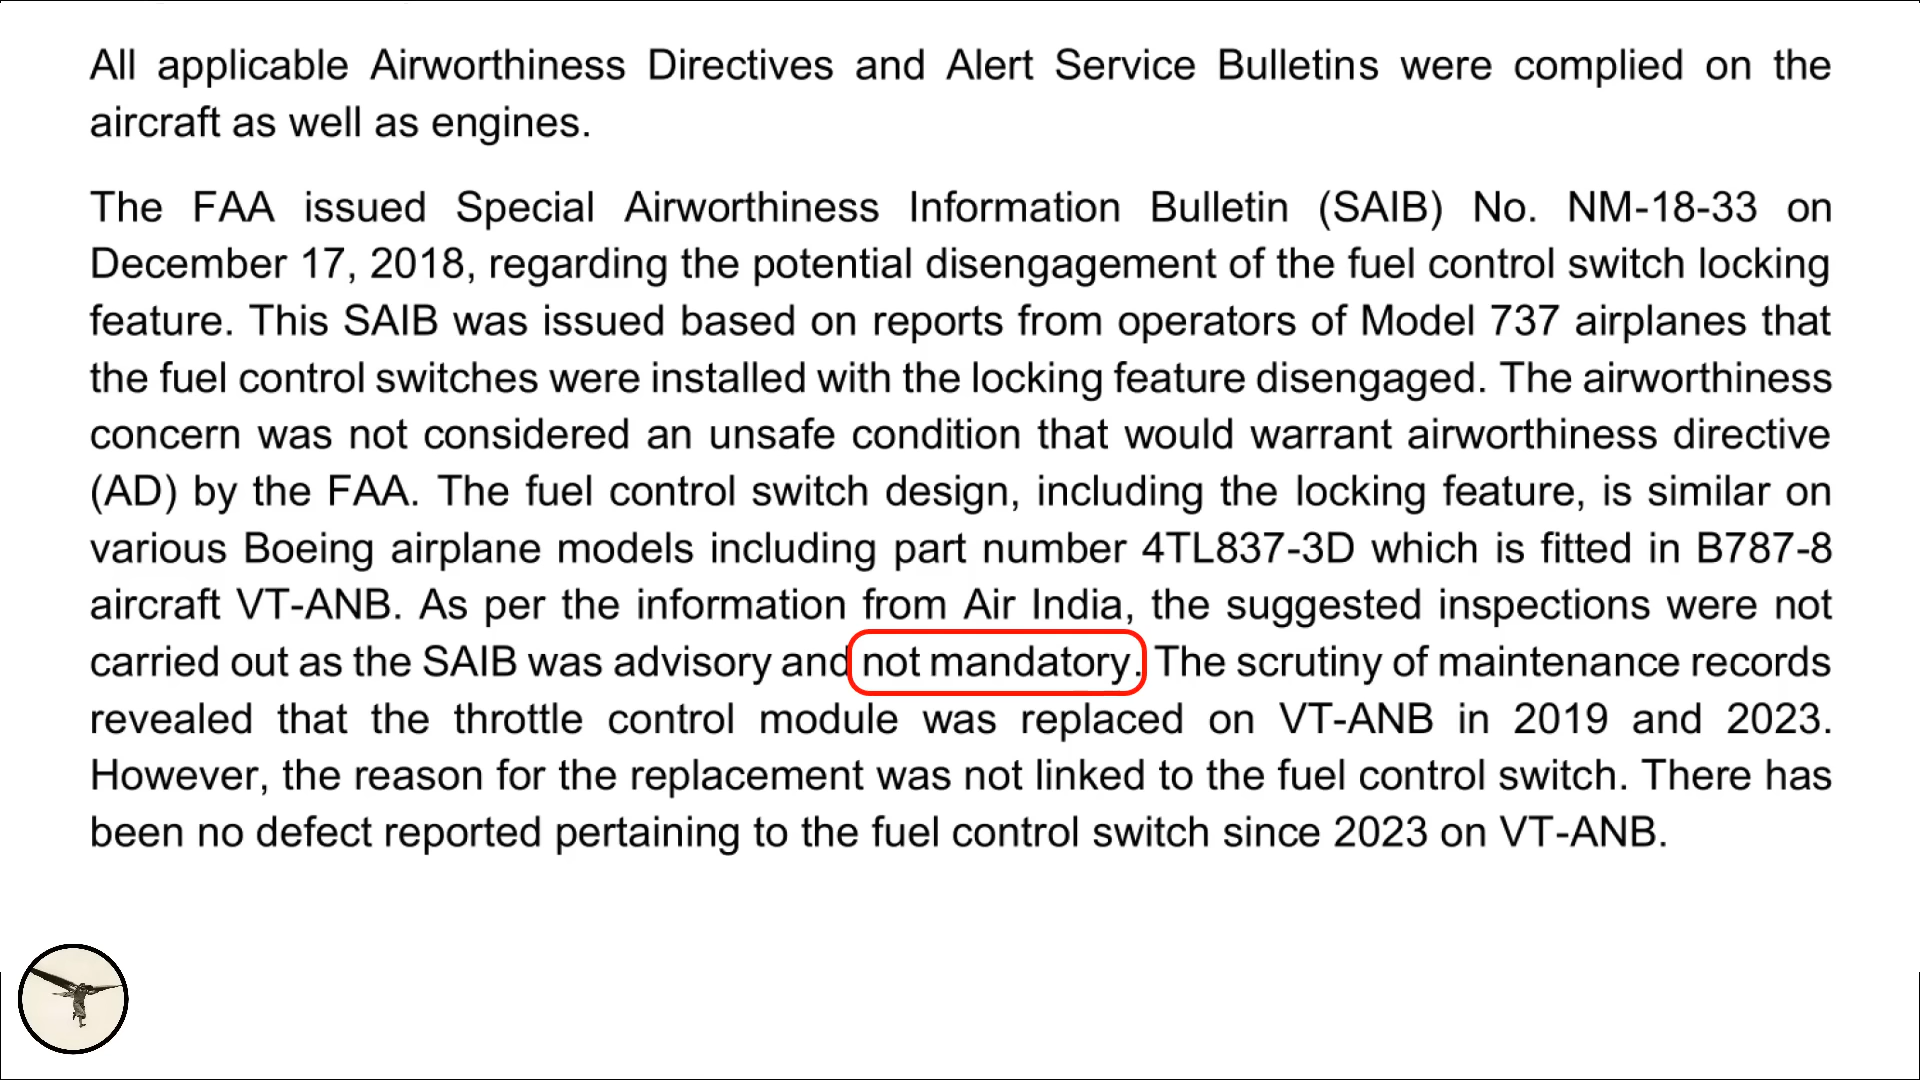 All applicable Airworthiness Directives and Alert Service Bulletins were complied on the
aircraft as well as engines.
The FAA issued Special Airworthiness Information Bulletin (SAIB) No. NM-18-33 on
December 17, 2018, regarding the potential disengagement of the fuel control switch locking
feature. This SAIB was issued based on reports from operators of Model 737 airplanes that
the fuel control switches were installed with the locking feature disengaged. The airworthiness
concern was not considered an unsafe condition that would warrant airworthiness directive
(AD) by the FAA. The fuel control switch design, including the locking feature, is similar on
various Boeing airplane models including part number 4TL837-3D which is fitted in B787-8
aircraft VT-ANB. As per the information from Air India, the suggested inspections were not
carried out as the SAIB was advisory and not mandatory. The scrutiny of maintenance records
revealed that the throttle control module was replaced on VT-ANB in 2019 and 2023.
However, the reason for the replacement was not linked to the fuel control switch. There has
been no defect reported pertaining to the fuel control switch since 2023 on VT-ANB.